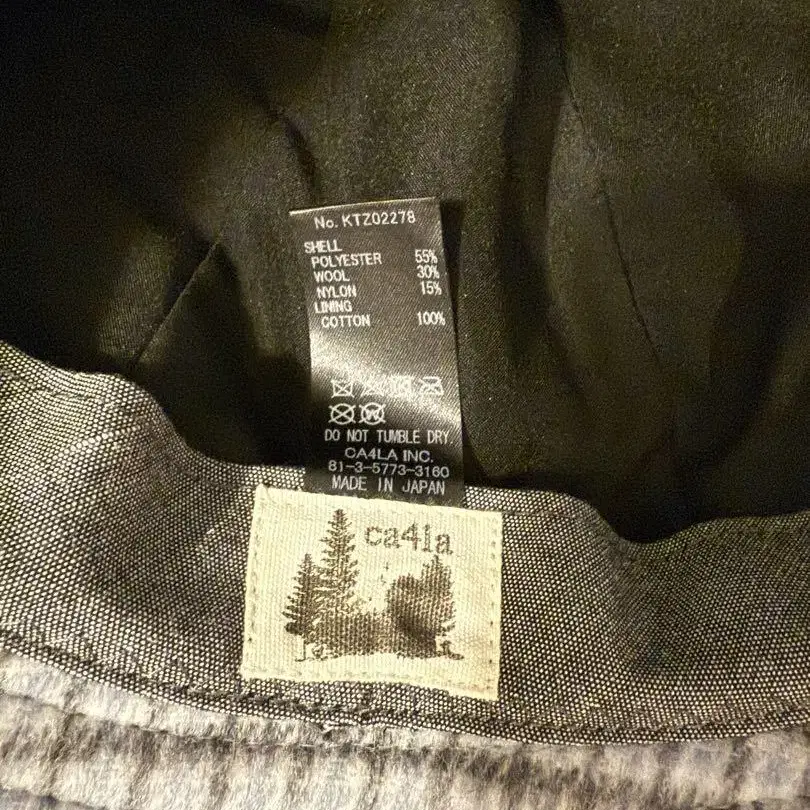 No. KTZ02278
SHELL
POLYESTER 55%
WOOL 30%
NYLON 15%
LINING
COTTON 100%
DO NOT TUMBLE DRY.
CA4LA INC.
81-3-5773-3160
MADE IN JAPAN
ca4la